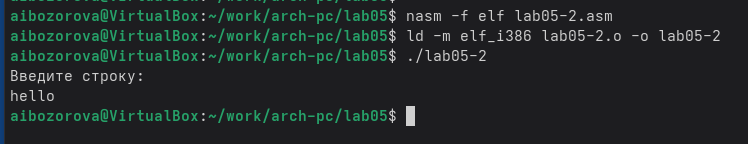 aibozorova@VirtualBox:~/work/arch-pc/lab05$ nasm -f elf lab05-2.asm
aibozorova@VirtualBox:~/work/arch-pc/lab05$ ld -m elf_i386 lab05-2.o -o lab05-2
aibozorova@VirtualBox:~/work/arch-pc/lab05$ ./lab05-2
Введите строку:
hello
aibozorova@VirtualBox:~/work/arch-pc/lab05$